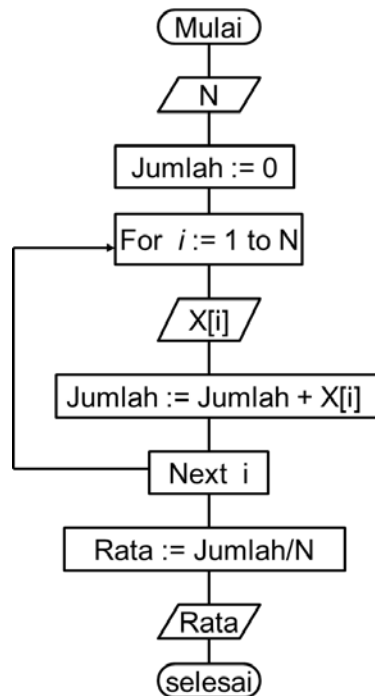 Mulai
N
Jumlah := 0
For i := 1 to N
X[i]
Jumlah := Jumlah + X[i]
Next i
Rata := Jumlah/N
Rata
selesai